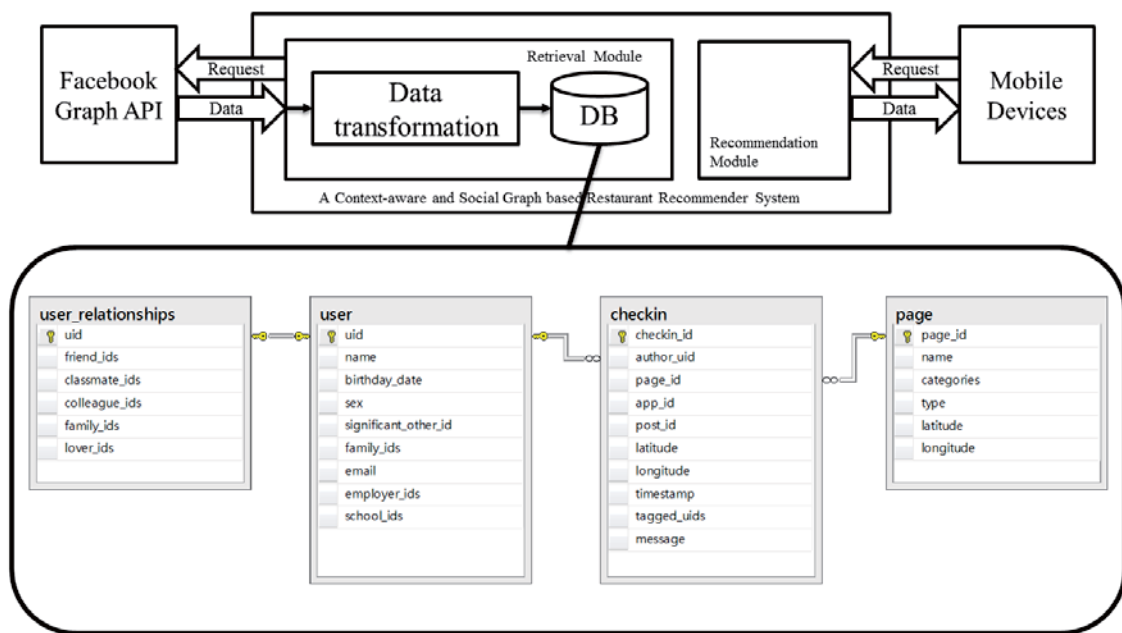 Facebook
Graph API
Request
Data
Retrieval Module
Data
transformation
DB
Recommendation
Module
Request
Data
Mobile
Devices
A Context-aware and Social Graph based Restaurant Recommender System
user_relationships
uid
friend_ids
classmate_ids
colleague_ids
family_ids
lover_ids
user
uid
name
birthday_date
sex
significant_other_id
family_ids
email
employer_ids
school_ids
checkin
checkin_id
author_uid
page_id
app_id
post_id
latitude
longitude
timestamp
tagged_uids
message
page
page_id
name
categories
type
latitude
longitude